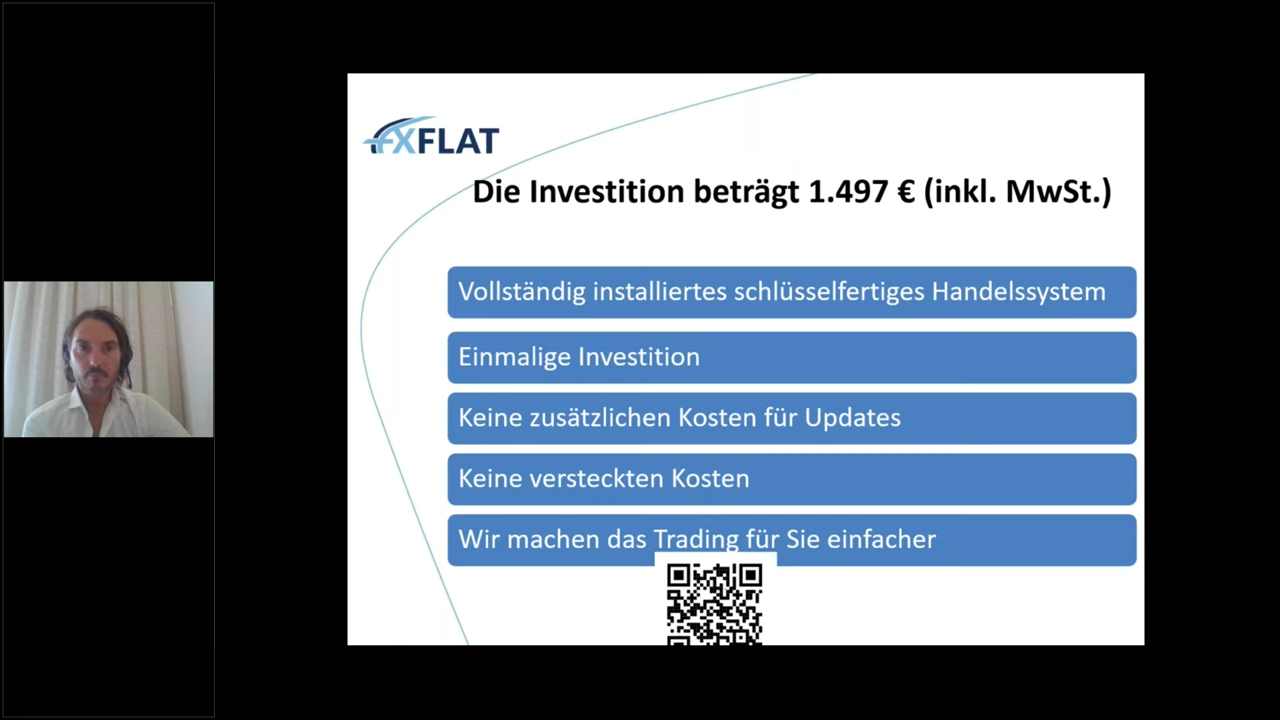 FXFLAT
Die Investition beträgt 1.497 € (inkl. MwSt.)
Vollständig installiertes schlüsselfertiges Handelssystem
Einmalige Investition
Keine zusätzlichen Kosten für Updates
Keine versteckten Kosten
Wir machen das Trading für Sie einfacher